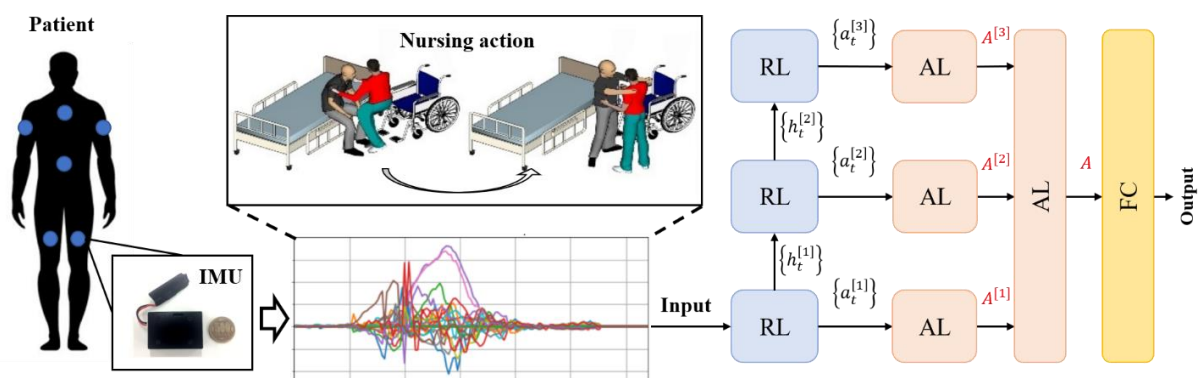 Patient
Nursing action
IMU
Input
RL
{a_t^{[3]}}
AL
A^{[3]}
{h_t^{[2]}}
RL
{a_t^{[2]}}
AL
A^{[2]}
{h_t^{[1]}}
RL
{a_t^{[1]}}
AL
A^{[1]}
AL
A
FC
Output